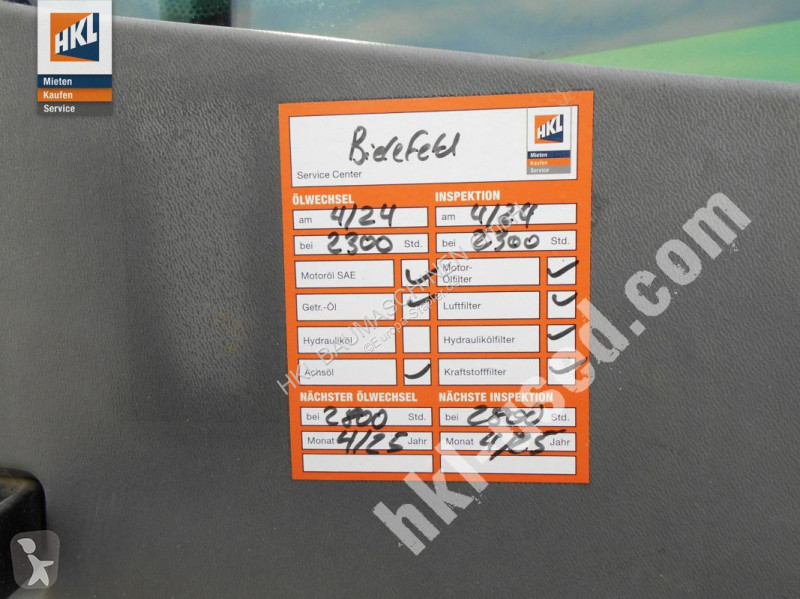 HKL
Mieten
Kaufen
Service
Bielefeld
Service Center
HKL
Mieten
Kaufen
Service
ÖLWECHSEL INSPEKTION
am 4/24 am 4/24
bei 2300 Std. bei 2300 Std.
Motoröl SAE Motor-
Ölfilter
Getr.-Öl Luftfilter
Hydrauliköl Hydraulikölfilter
Achsöl Kraftstofffilter
NÄCHSTER ÖLWECHSEL NÄCHSTE INSPEKTION
bei 2800 Std. bei 2800 Std.
Monat 4/25 Jahr Monat 4/25 Jahr
HKL BAUMASCHINEN GMBH
hkl-used.com